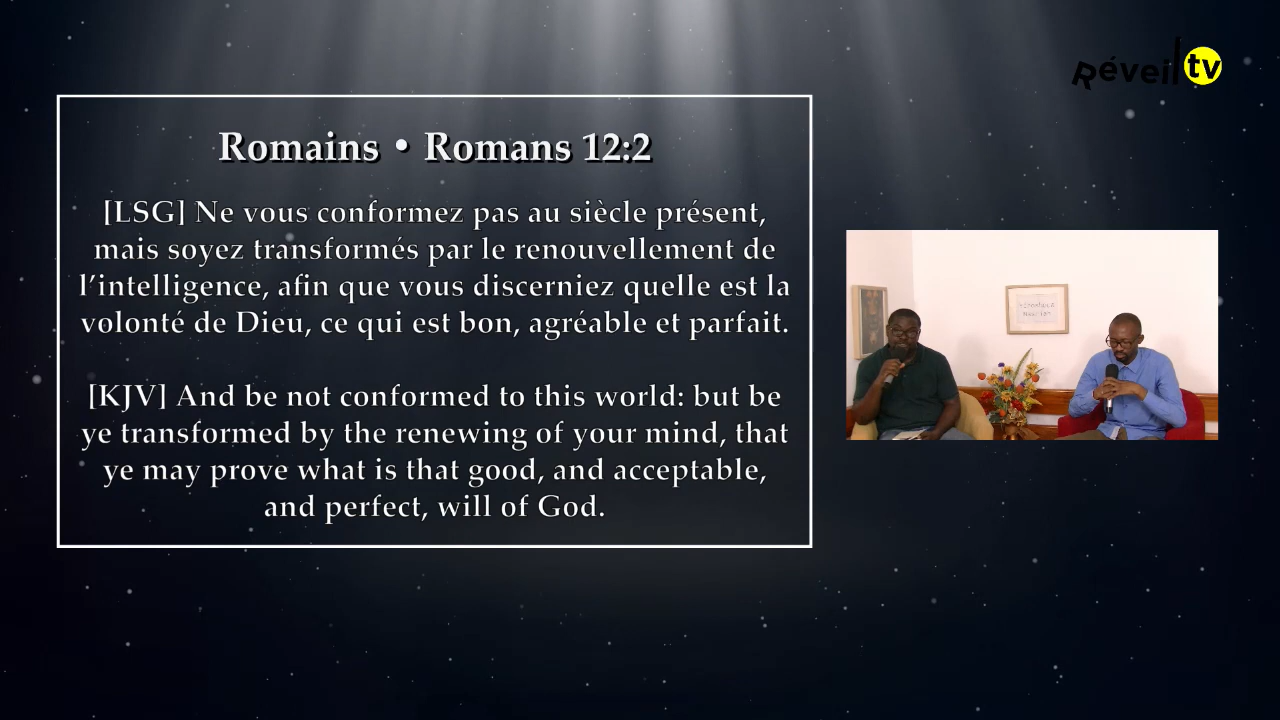 Réveil tv
Romains • Romans 12:2
[LSG] Ne vous conformez pas au siècle présent,
mais soyez transformés par le renouvellement de
l’intelligence, afin que vous discerniez quelle est la
volonté de Dieu, ce qui est bon, agréable et parfait.
[KJV] And be not conformed to this world: but be
ye transformed by the renewing of your mind, that
ye may prove what is that good, and acceptable,
and perfect, will of God.